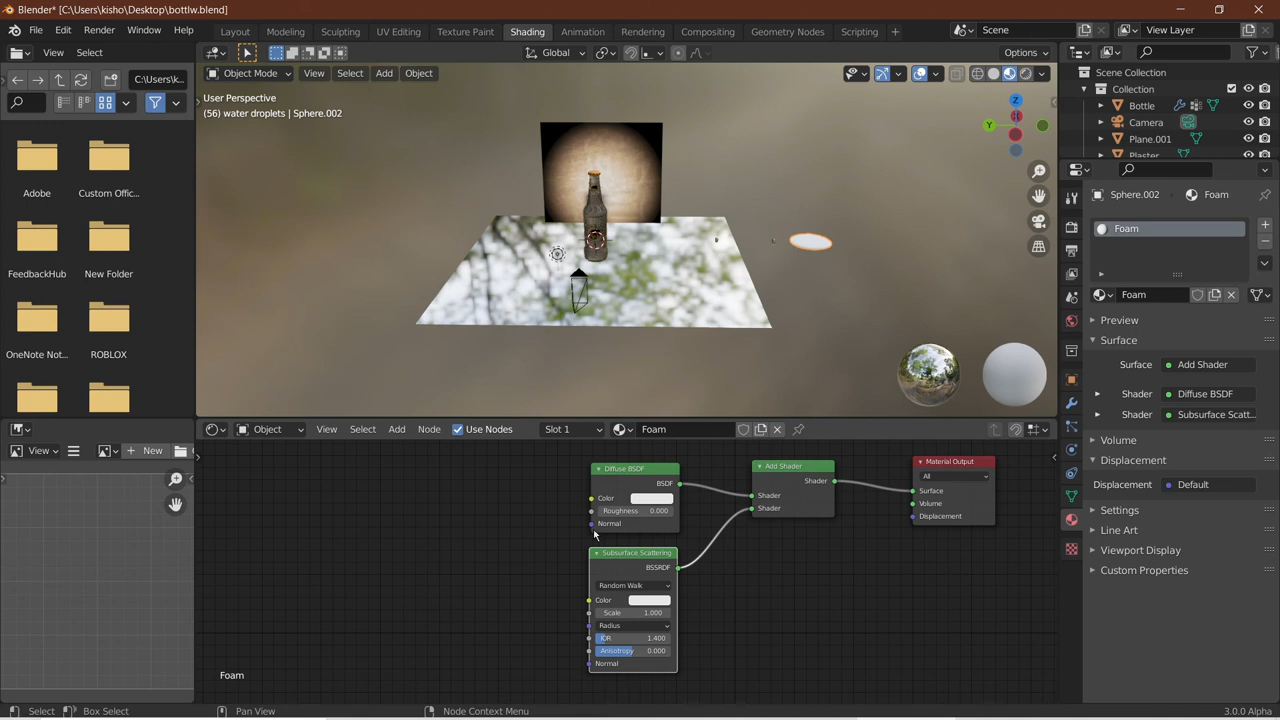 Blender* [C:\Users\kisho\Desktop\bottlw.blend]
File Edit Render Window Help
Layout Modeling Sculpting UV Editing Texture Paint Shading Animation Rendering Compositing Geometry Nodes Scripting
Scene
View Layer
View Select
Global
Options
C:\Users\k...
Object Mode View Select Add Object
User Perspective
(56) water droplets | Sphere.002
Z
Y
Scene Collection
Collection
Bottle
Camera
Plane.001
Plaster
Adobe
Custom Offic...
FeedbackHub
New Folder
OneNote Not...
ROBLOX
Sphere.002
Foam
Foam
Foam
Preview
Surface
Surface
Add Shader
Shader
Diffuse BSDF
Shader
Subsurface Scatt...
Volume
Displacement
Displacement
Default
Settings
Line Art
Viewport Display
Custom Properties
View
New
Object View Select Add Node Use Nodes Slot 1 Foam
Diffuse BSDF
BSDF
Color
Roughness 0.000
Normal
Subsurface Scattering
BSSRDF
Random Walk
Color
Scale 1.000
Radius
IOR 1.400
Anisotropy 0.000
Normal
Add Shader
Shader
Shader
Shader
Material Output
All
Surface
Volume
Displacement
Foam
Select
Box Select
Pan View
Node Context Menu
3.0.0 Alpha